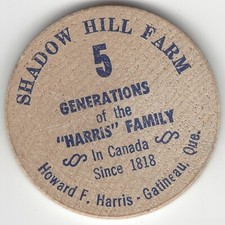 SHADOW HILL FARM
5
GENERATIONS
of the
"HARRIS" FAMILY
In Canada
Since 1818
Howard F. Harris - Gatineau, Que.